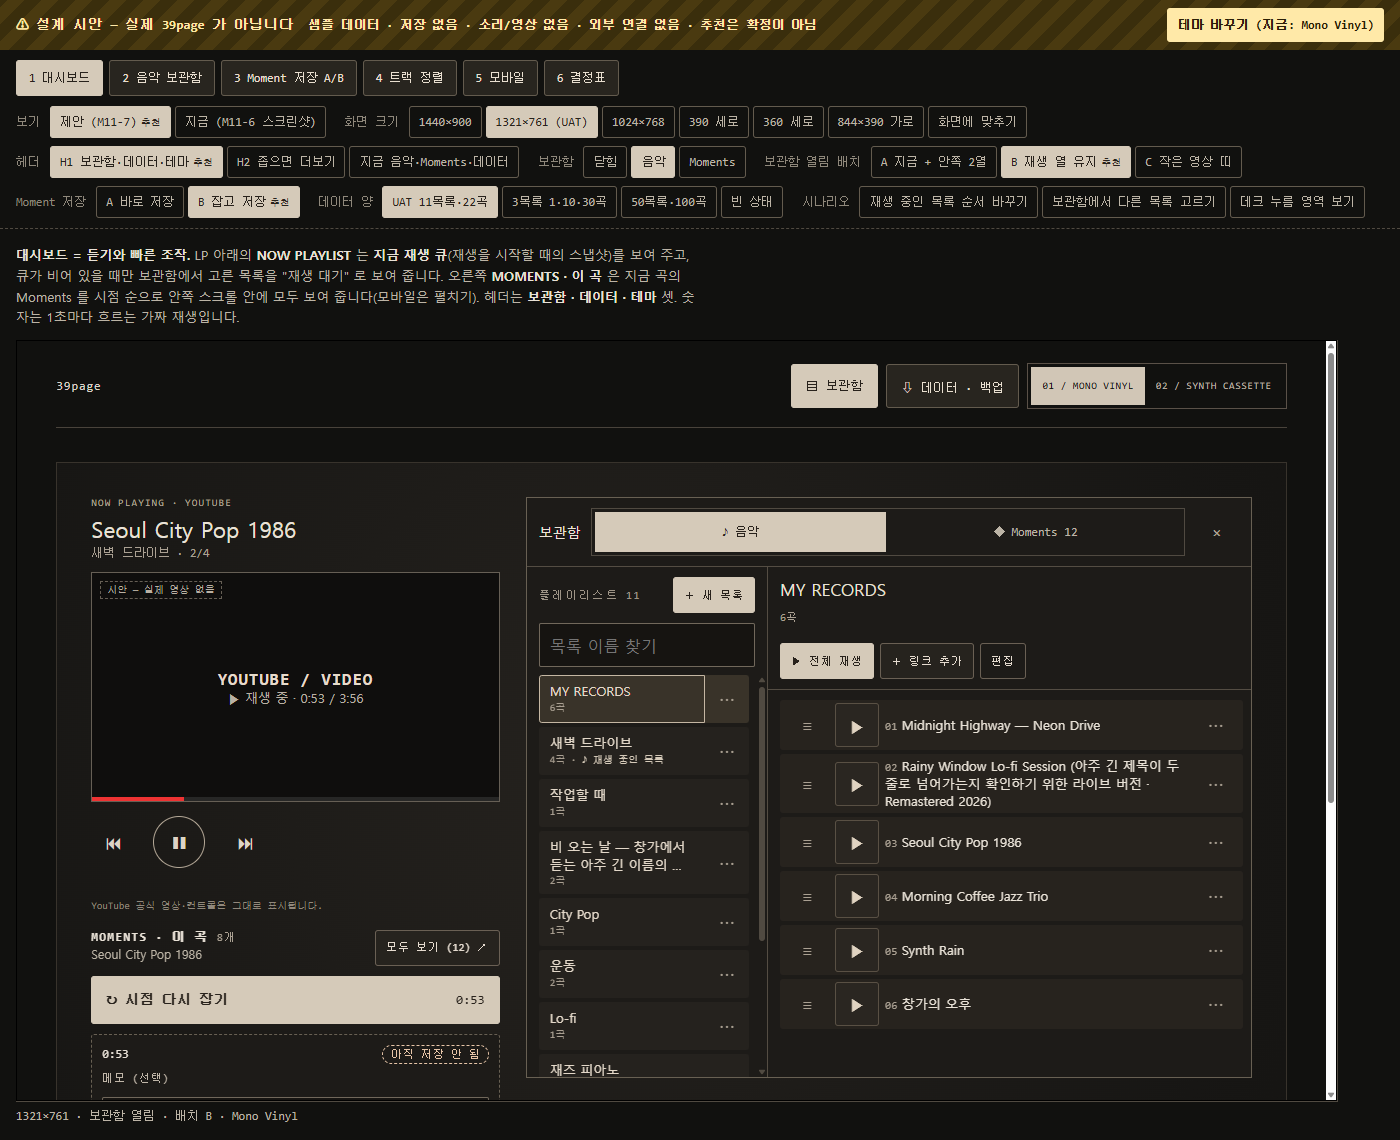 ⚠ 설계 시안 — 실제 39page 가 아닙니다 샘플 데이터 · 저장 없음 · 소리/영상 없음 · 외부 연결 없음 · 추천은 확정이 아님
테마 바꾸기 (지금: Mono Vinyl)
1 대시보드 2 음악 보관함 3 Moment 저장 A/B 4 트랙 정렬 5 모바일 6 결정표
보기 제안 (M11-7) 추천 지금 (M11-6 스크린샷) 화면 크기 1440×900 1321×761 (UAT) 1024×768 390 세로 360 세로 844×390 가로 화면에 맞추기
헤더 H1 보관함·데이터·테마 추천 H2 좁으면 더보기 지금 음악·Moments·데이터 보관함 닫힘 음악 Moments 보관함 열림 배치 A 지금 + 안쪽 2열 B 재생 열 유지 추천 C 작은 영상 띠
Moment 저장 A 바로 저장 B 잡고 저장 추천 데이터 양 UAT 11목록·22곡 3목록 1·10·30곡 50목록·100곡 빈 상태 시나리오 재생 중인 목록 순서 바꾸기 보관함에서 다른 목록 고르기 데크 누름 영역 보기
대시보드 = 듣기와 빠른 조작. LP 아래의 NOW PLAYLIST 는 지금 재생 큐(재생을 시작할 때의 스냅샷)를 보여 주고,
큐가 비어 있을 때만 보관함에서 고른 목록을 "재생 대기" 로 보여 줍니다. 오른쪽 MOMENTS · 이 곡 은 지금 곡의
Moments 를 시점 순으로 안쪽 스크롤 안에 모두 보여 줍니다(모바일은 펼치기). 헤더는 보관함 · 데이터 · 테마 셋. 숫
자는 1초마다 흐르는 가짜 재생입니다.
39page
보관함
⇩ 데이터 · 백업
01 / MONO VINYL 02 / SYNTH CASSETTE
NOW PLAYING · YOUTUBE
Seoul City Pop 1986
새벽 드라이브 · 2/4
시안 — 실제 영상 없음
YOUTUBE / VIDEO
▶ 재생 중 · 0:53 / 3:56
YouTube 공식 영상·컨트롤은 그대로 표시됩니다.
MOMENTS · 이 곡 8개
Seoul City Pop 1986
모두 보기 (12) ↗
↻ 시점 다시 잡기 0:53
0:53 아직 저장 안 됨
메모 (선택)
보관함 ♪ 음악 ◆ Moments 12 ×
플레이리스트 11 + 새 목록
목록 이름 찾기
MY RECORDS
6곡
새벽 드라이브
4곡 · ♪ 재생 중인 목록
작업할 때
1곡
비 오는 날 — 창가에서
듣는 아주 긴 이름의 ...
2곡
City Pop
1곡
운동
2곡
Lo-fi
1곡
재즈 피아노
MY RECORDS
6곡
▶ 전체 재생 + 링크 추가 편집
01 Midnight Highway — Neon Drive
02 Rainy Window Lo-fi Session (아주 긴 제목이 두
줄로 넘어가는지 확인하기 위한 라이브 버전 ·
Remastered 2026)
03 Seoul City Pop 1986
04 Morning Coffee Jazz Trio
05 Synth Rain
06 창가의 오후
1321×761 · 보관함 열림 · 배치 B · Mono Vinyl